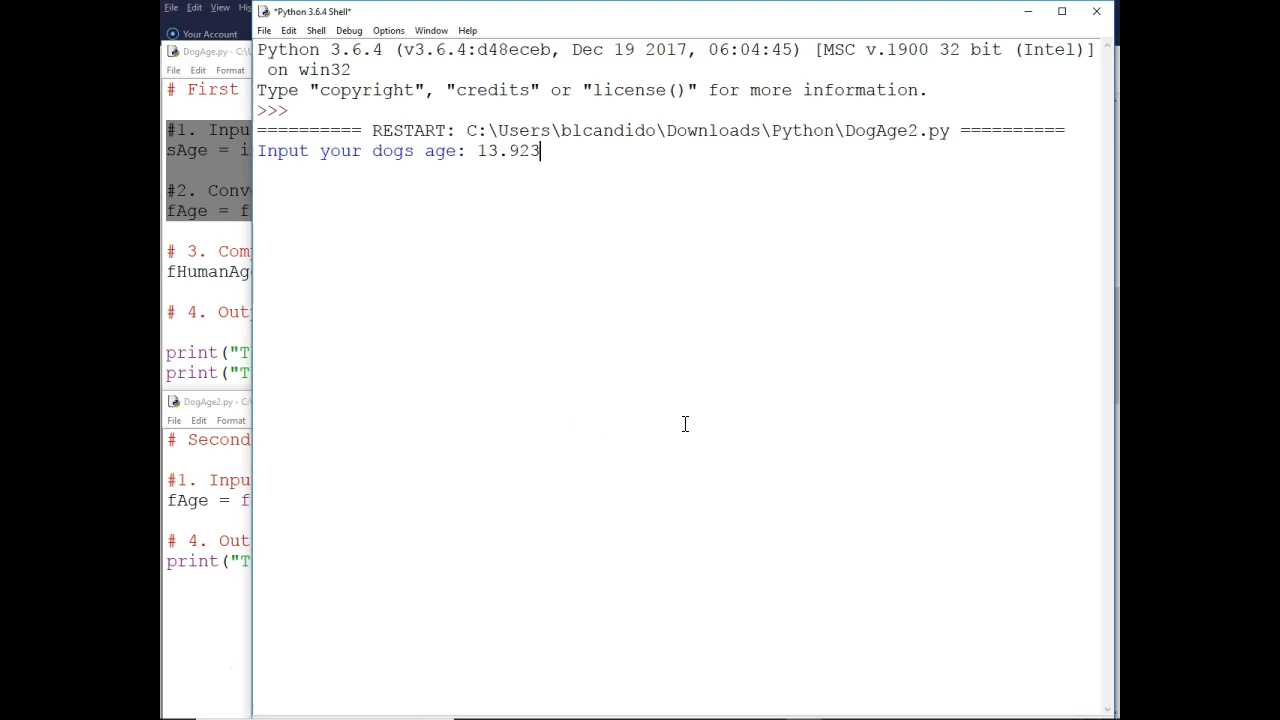 File Edit View His
Your Account
DogAge.py - C:\U
File Edit Format
# First
#1. Inpu
sAge = i
#2. Conv
fAge = f
# 3. Com
fHumanAg
# 4. Out
print("T
print("T
DogAge2.py - C:\
File Edit Format
# Second
#1. Inpu
fAge = f
# 4. Out
print("T
*Python 3.6.4 Shell*
File Edit Shell Debug Options Window Help
Python 3.6.4 (v3.6.4:d48eceb, Dec 19 2017, 06:04:45) [MSC v.1900 32 bit (Intel)]
on win32
Type "copyright", "credits" or "license()" for more information.
>>>
========== RESTART: C:\Users\blcandido\Downloads\Python\DogAge2.py ==========
Input your dogs age: 13.923